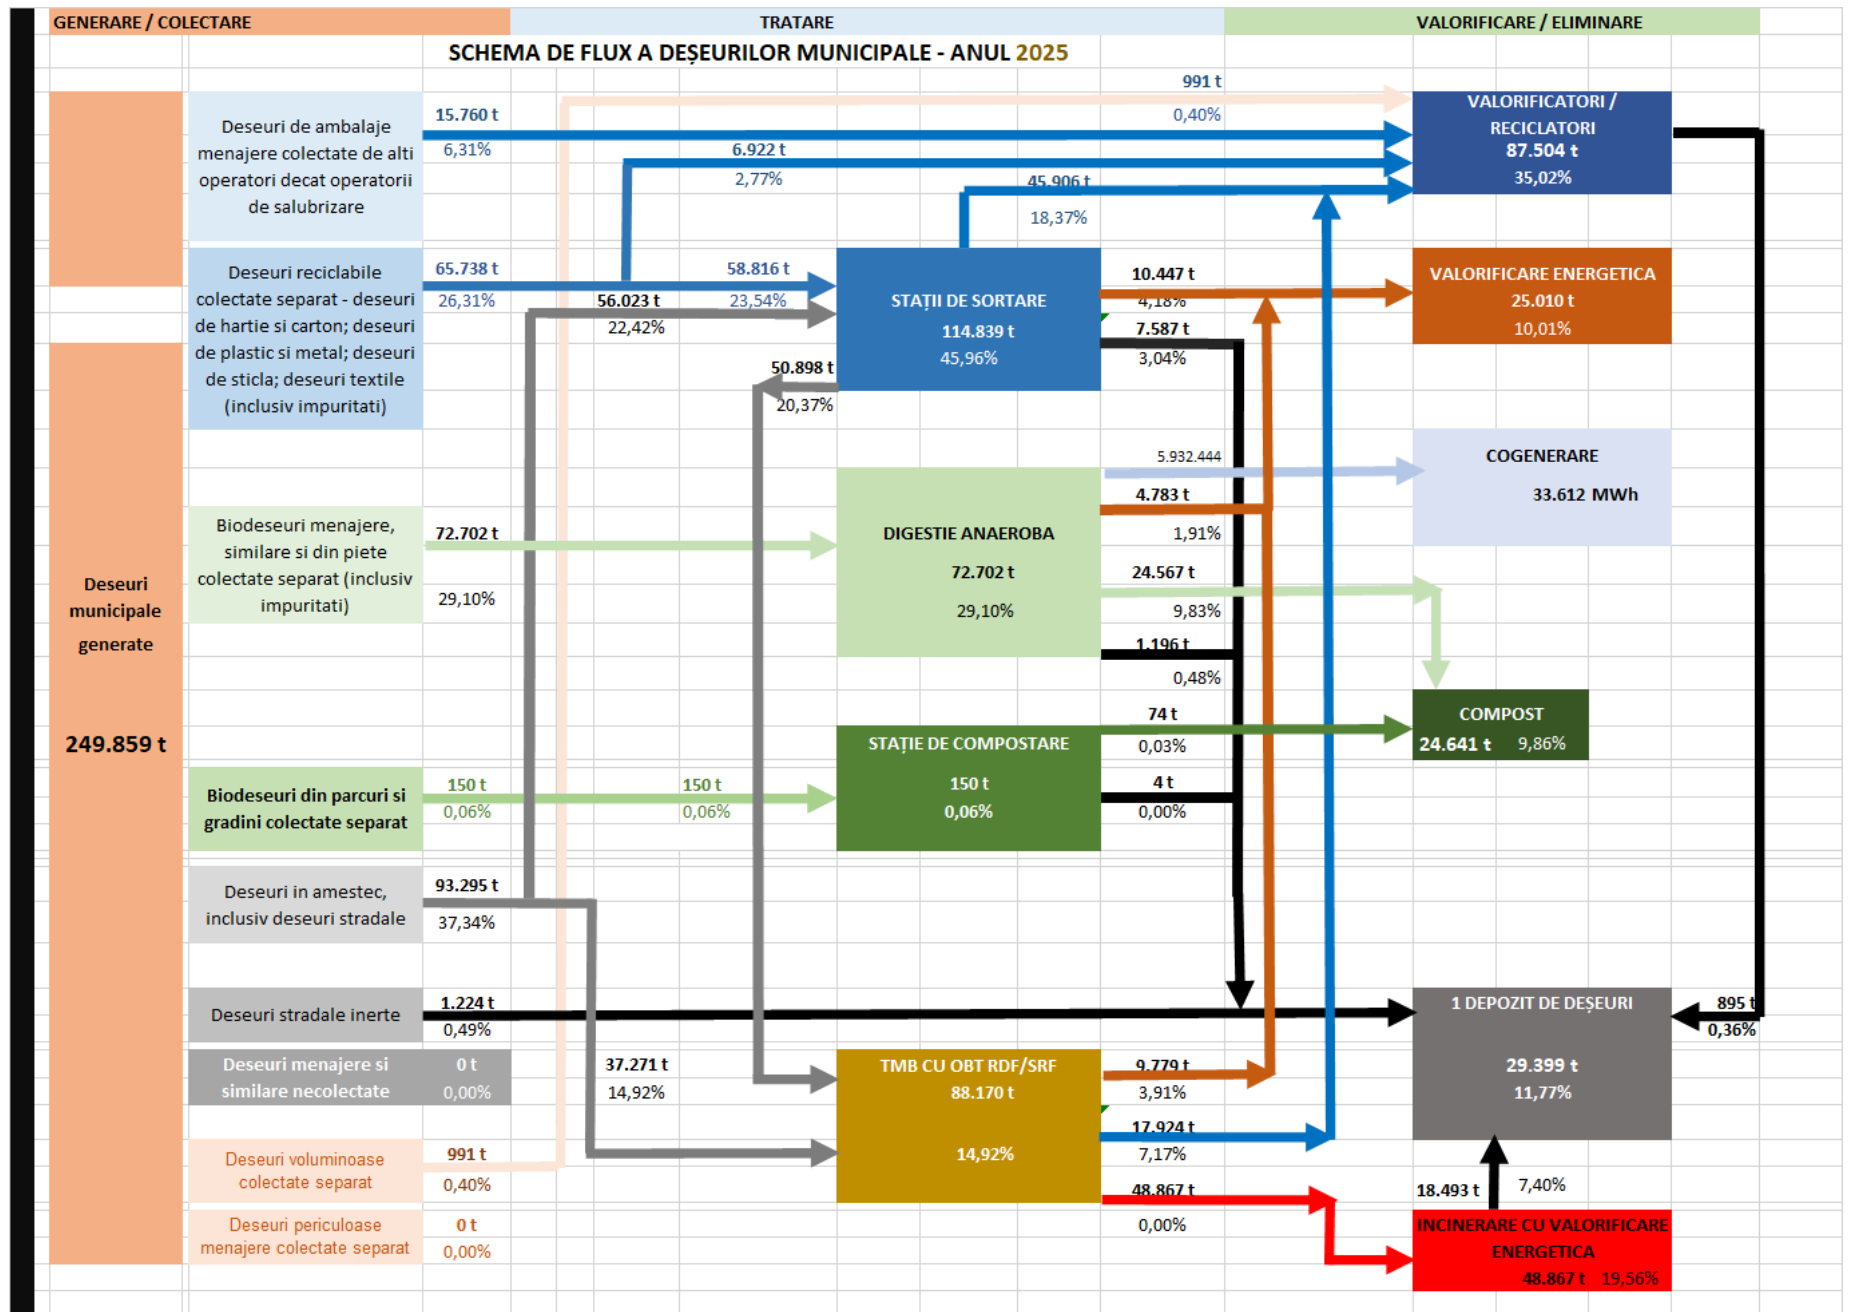 GENERARE / COLECTARE
TRATARE
VALORIFICARE / ELIMINARE
SCHEMA DE FLUX A DEȘEURILOR MUNICIPALE - ANUL 2025
Deseuri municipale generate
249.859 t
Deseuri de ambalaje
menajere colectate de alti
operatori decat operatorii
de salubrizare
15.760 t
6,31%
991 t
0,40%
6.922 t
2,77%
45.906 t
18,37%
VALORIFICATORI /
RECICLATORI
87.504 t
35,02%
Deseuri reciclabile
colectate separat - deseuri
de hartie si carton; deseuri
de plastic si metal; deseuri
de sticla; deseuri textile
(inclusiv impuritati)
65.738 t
26,31%
58.816 t
23,54%
56.023 t
22,42%
STAȚII DE SORTARE
114.839 t
45,96%
10.447 t
4,18%
7.587 t
3,04%
50.898 t
20,37%
VALORIFICARE ENERGETICA
25.010 t
10,01%
COGENERARE
33.612 MWh
Biodeseuri menajere,
similare si din piete
colectate separat (inclusiv
impuritati)
72.702 t
29,10%
DIGESTIE ANAEROBA
72.702 t
29,10%
5.932.444
4.783 t
1,91%
24.567 t
9,83%
1.196 t
0,48%
COMPOST
24.641 t 9,86%
Biodeseuri din parcuri si
gradini colectate separat
150 t
0,06%
150 t
0,06%
STAȚIE DE COMPOSTARE
150 t
0,06%
74 t
0,03%
4 t
0,00%
Deseuri in amestec,
inclusiv deseuri stradale
93.295 t
37,34%
Deseuri stradale inerte
1.224 t
0,49%
1 DEPOZIT DE DEȘEURI
29.399 t
11,77%
895 t
0,36%
Deseuri menajere si
similare necolectate
0 t
0,00%
37.271 t
14,92%
TMB CU OBT RDF/SRF
88.170 t
14,92%
9.779 t
3,91%
17.924 t
7,17%
48.867 t
0,00%
Deseuri voluminoase
colectate separat
991 t
0,40%
Deseuri periculoase
menajere colectate separat
0 t
0,00%
18.493 t
7,40%
INCINERARE CU VALORIFICARE
ENERGETICA
48.867 t 19,56%